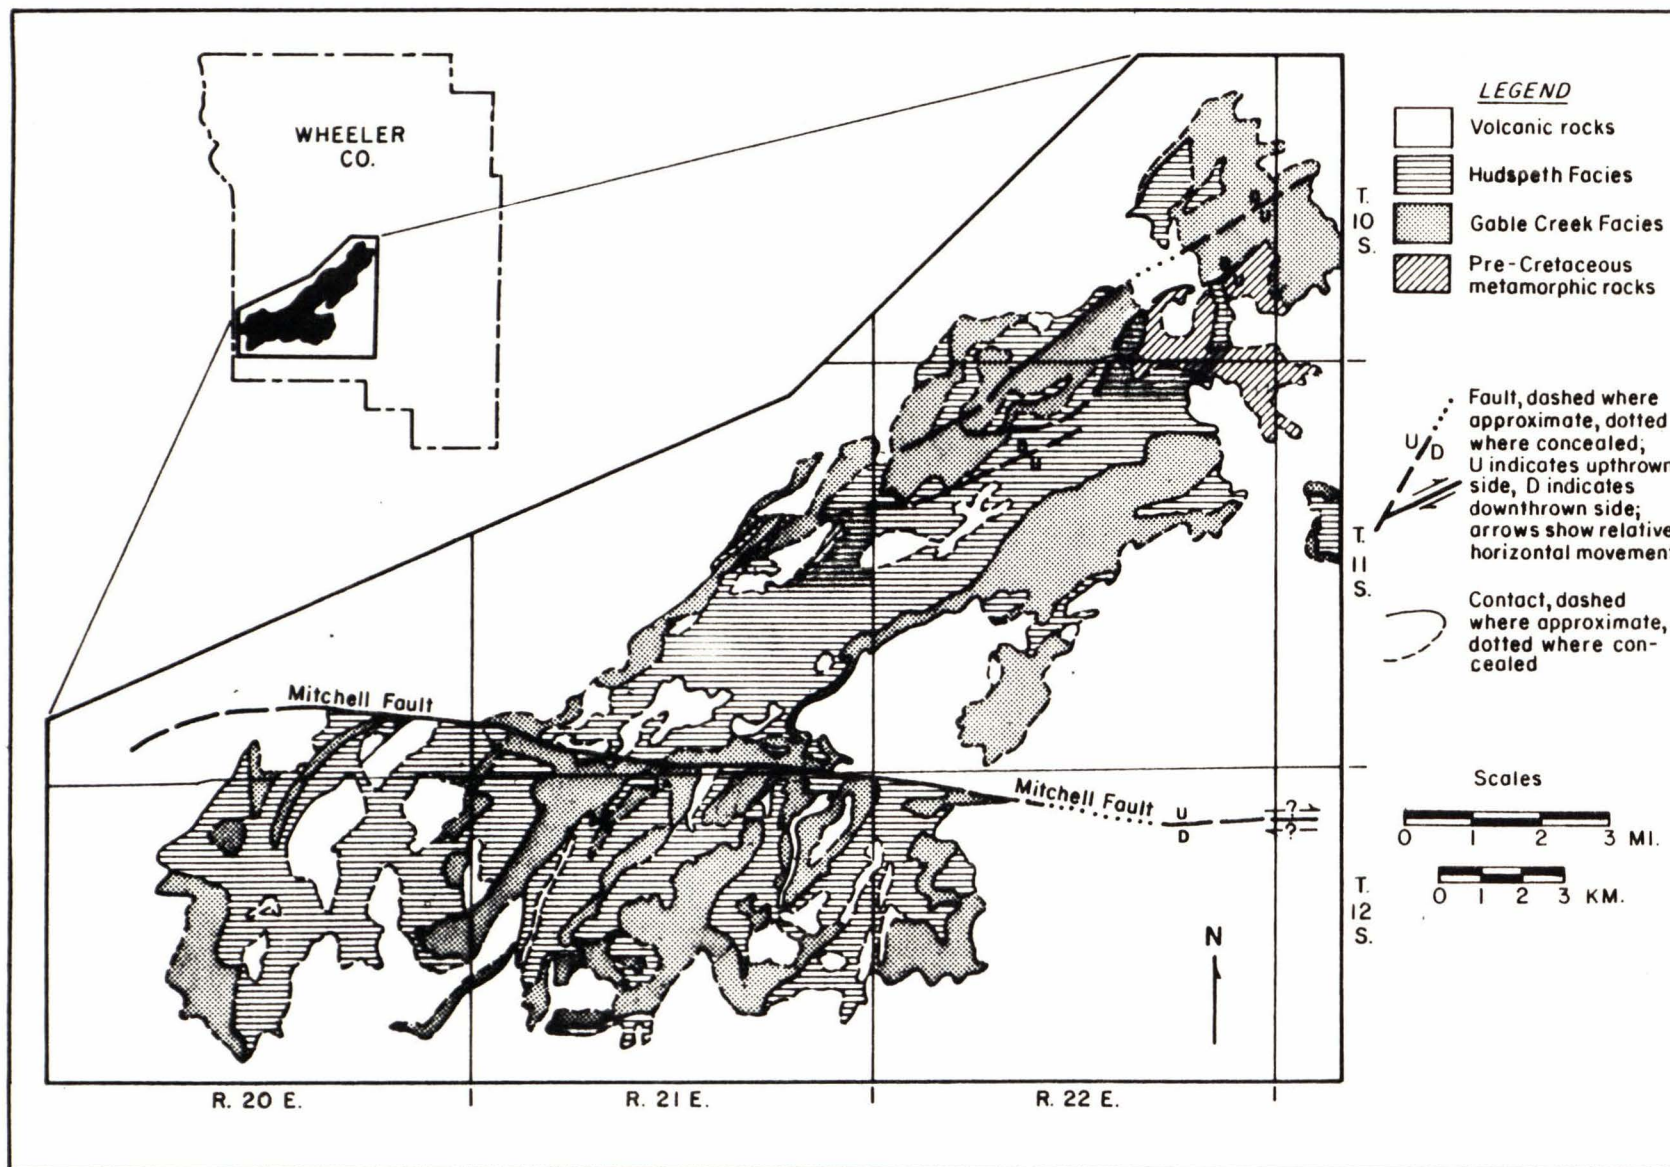 WHEELER
CO.
LEGEND
Volcanic rocks
Hudspeth Facies
Gable Creek Facies
Pre-Cretaceous
metamorphic rocks
Fault, dashed where
approximate, dotted
where concealed;
U indicates upthrown
side, D indicates
downthrown side;
arrows show relative
horizontal movement
U
D
Contact, dashed
where approximate,
dotted where con-
cealed
T.
10
S.
T.
11
S.
T.
12
S.
Mitchell Fault
Mitchell Fault
U
D
?
?
Scales
0 1 2 3 MI.
0 1 2 3 KM.
N
R. 20 E.
R. 21 E.
R. 22 E.